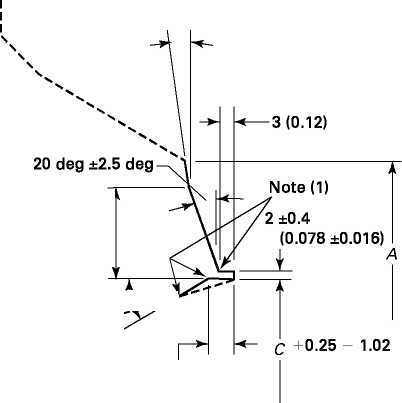 3 (0.12)
20 deg ±2.5 deg
Note (1)
2 ±0.4
(0.078 ±0.016)
A
C +0.25 − 1.02